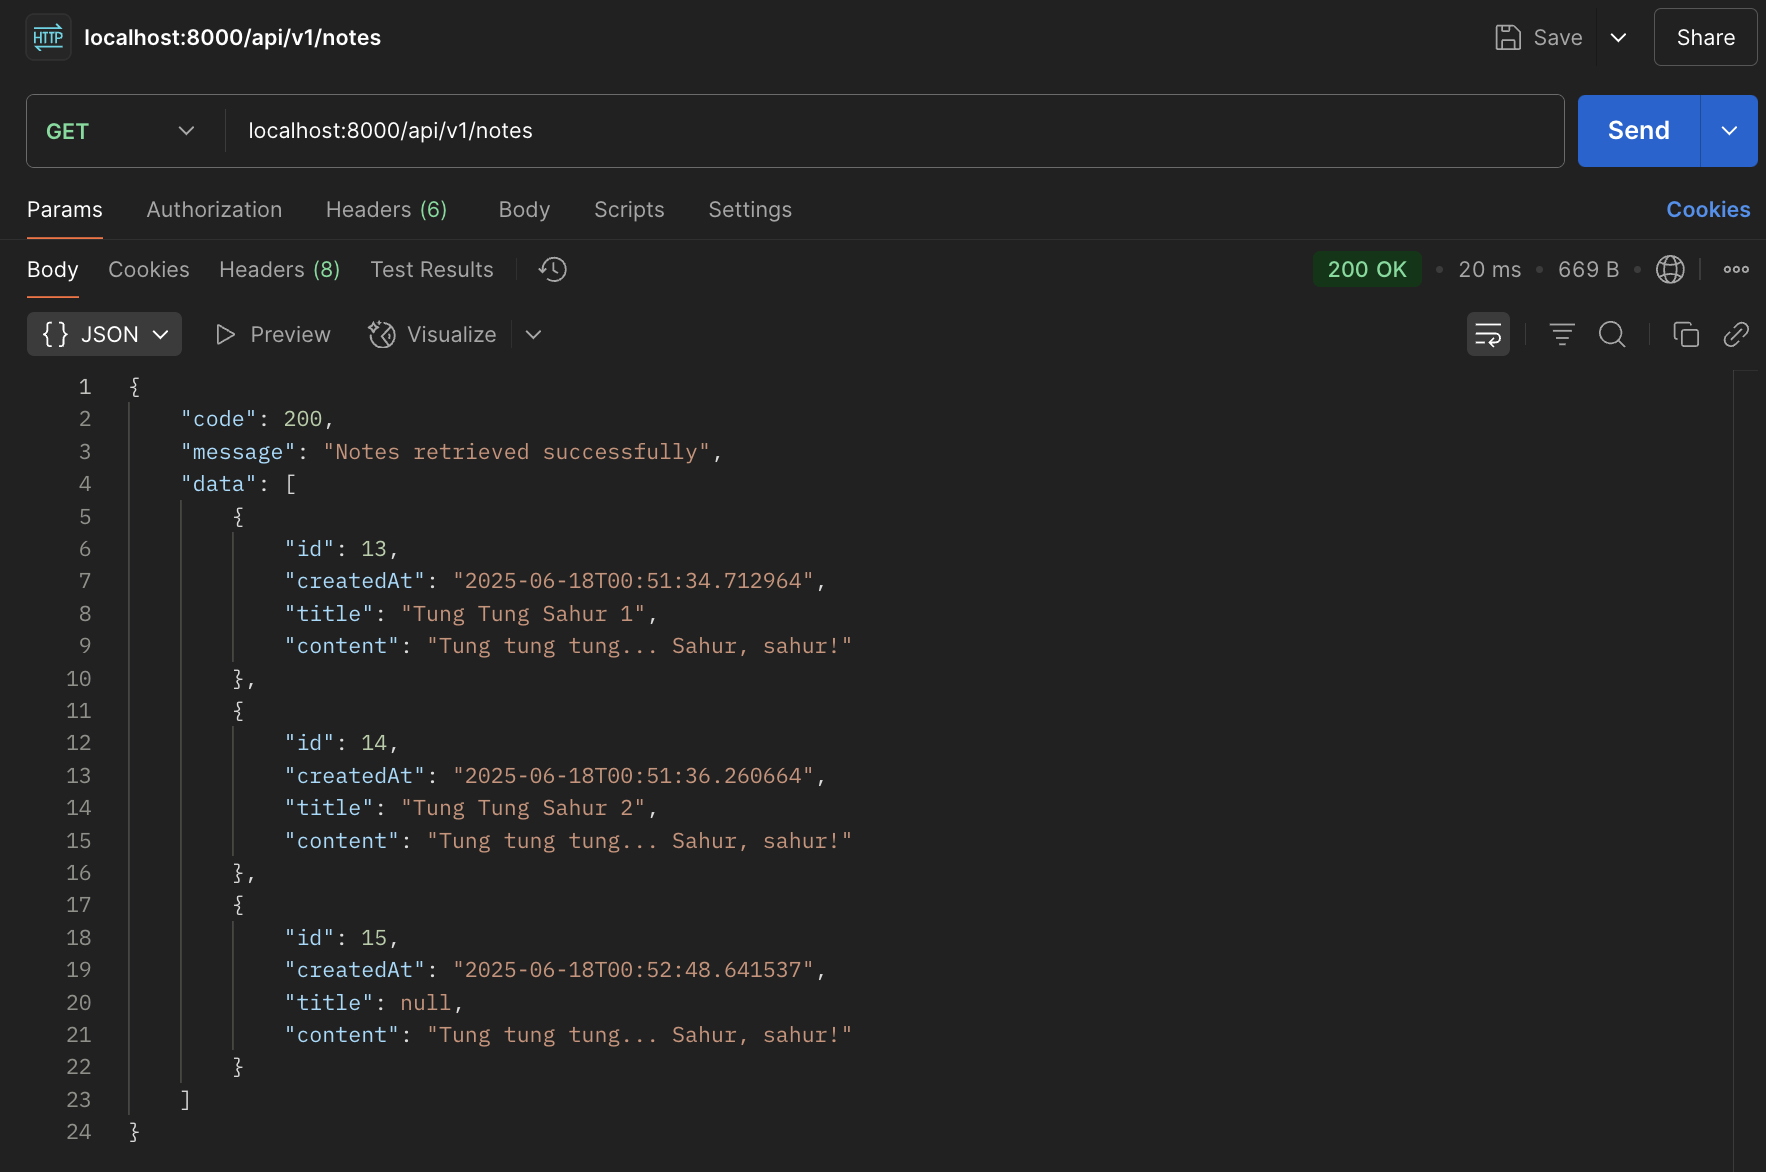 HTTP localhost:8000/api/v1/notes Save Share
GET localhost:8000/api/v1/notes Send
Params Authorization Headers (6) Body Scripts Settings Cookies
Body Cookies Headers (8) Test Results 200 OK • 20 ms • 669 B •
{} JSON Preview Visualize
1 {
2 "code": 200,
3 "message": "Notes retrieved successfully",
4 "data": [
5 {
6 "id": 13,
7 "createdAt": "2025-06-18T00:51:34.712964",
8 "title": "Tung Tung Sahur 1",
9 "content": "Tung tung tung... Sahur, sahur!"
10 },
11 {
12 "id": 14,
13 "createdAt": "2025-06-18T00:51:36.260664",
14 "title": "Tung Tung Sahur 2",
15 "content": "Tung tung tung... Sahur, sahur!"
16 },
17 {
18 "id": 15,
19 "createdAt": "2025-06-18T00:52:48.641537",
20 "title": null,
21 "content": "Tung tung tung... Sahur, sahur!"
22 }
23 ]
24 }